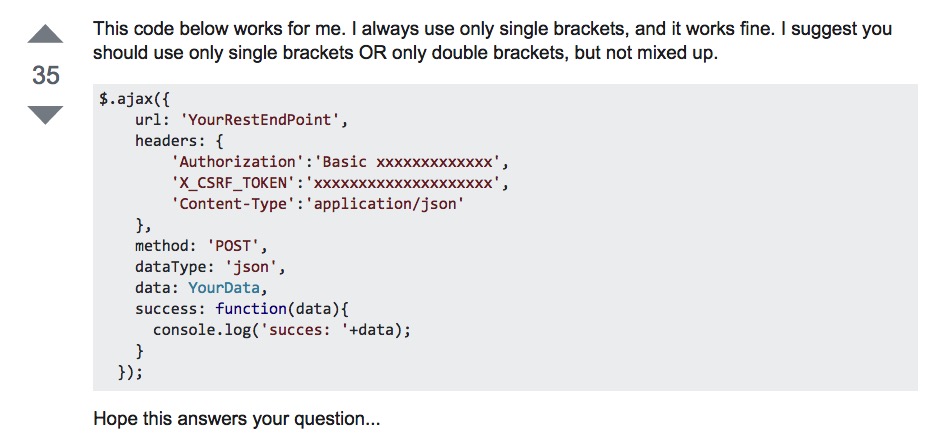 This code below works for me. I always use only single brackets, and it works fine. I suggest you
should use only single brackets OR only double brackets, but not mixed up.
35
$.ajax({
    url: 'YourRestEndPoint',
    headers: {
        'Authorization':'Basic xxxxxxxxxxxxx',
        'X_CSRF_TOKEN':'xxxxxxxxxxxxxxxxxxxx',
        'Content-Type':'application/json'
    },
    method: 'POST',
    dataType: 'json',
    data: YourData,
    success: function(data){
      console.log('succes: '+data);
    }
  });
Hope this answers your question...